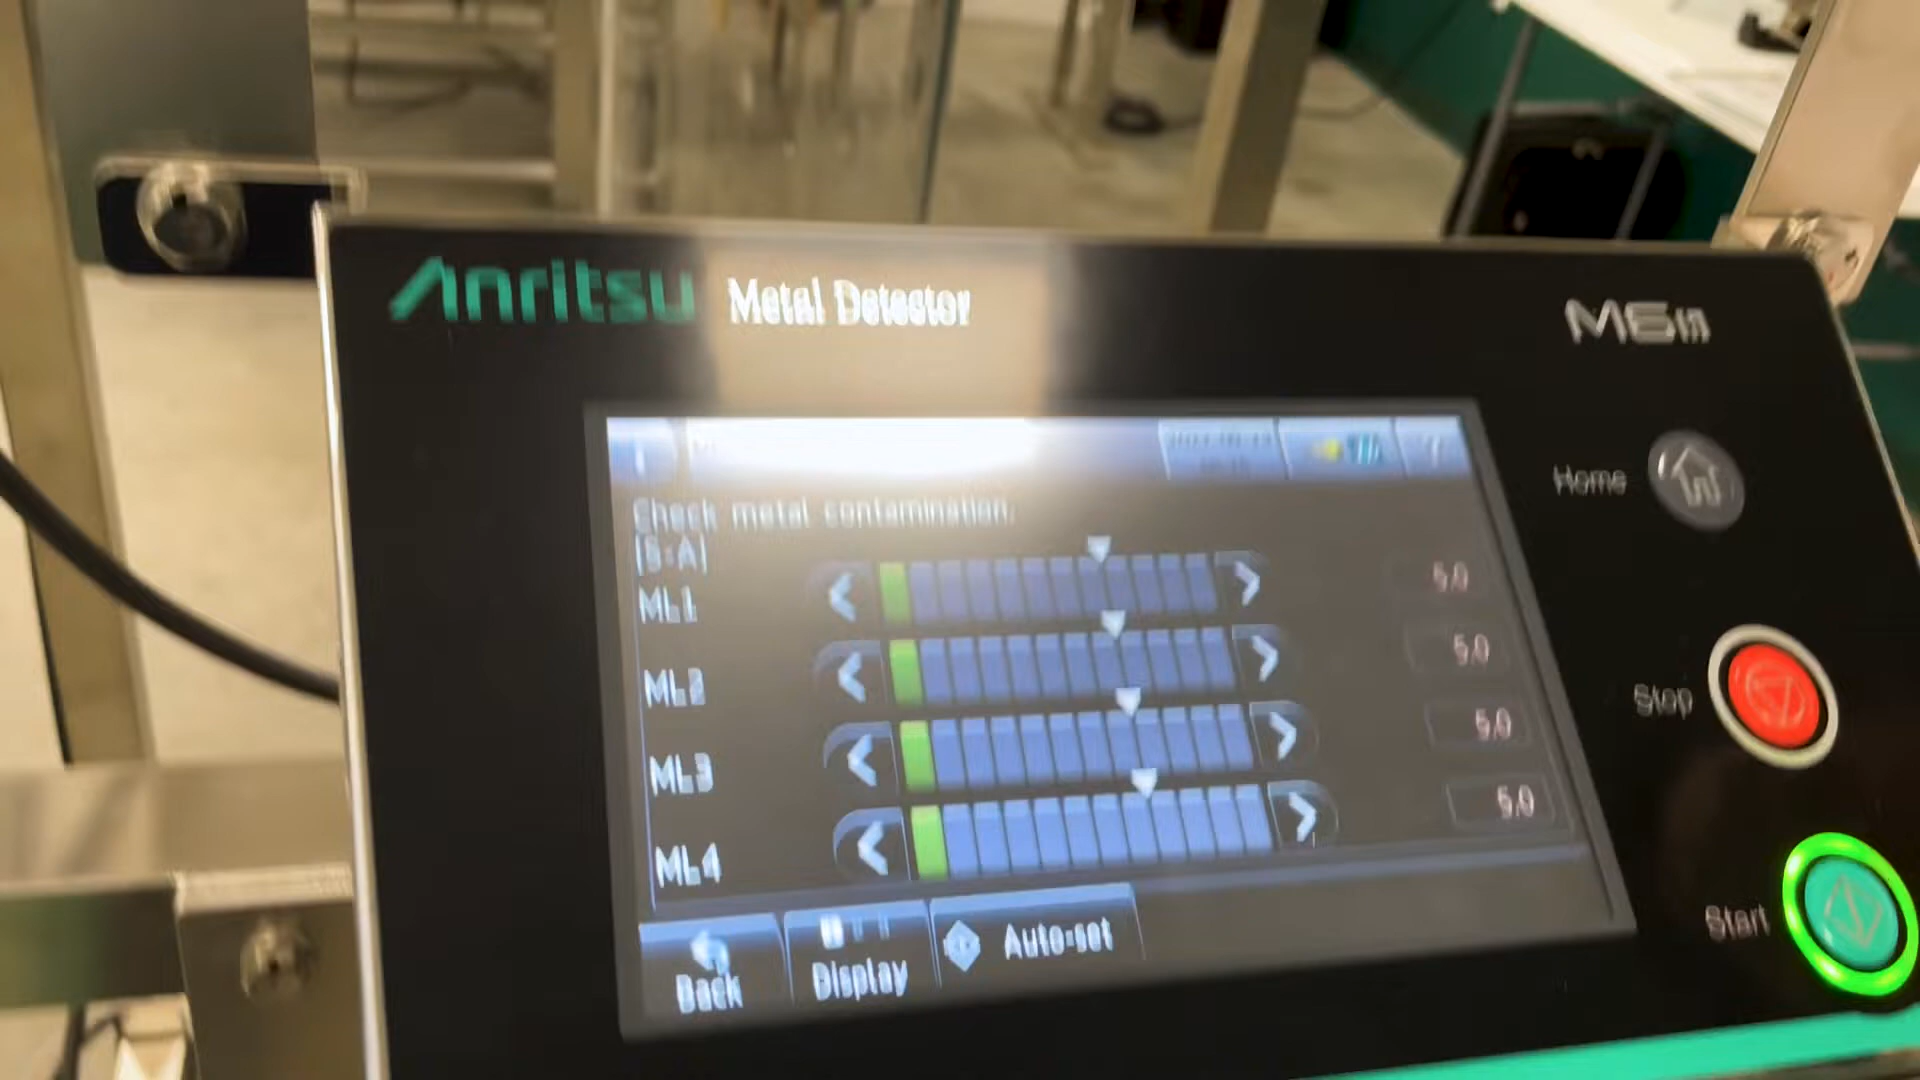 Anritsu Metal Detector
Home
Check metal contamination.
ML1 5.0
ML2 5.0
ML3 5.0
ML4 5.0
Stop
Start
Back
Display
Auto-set